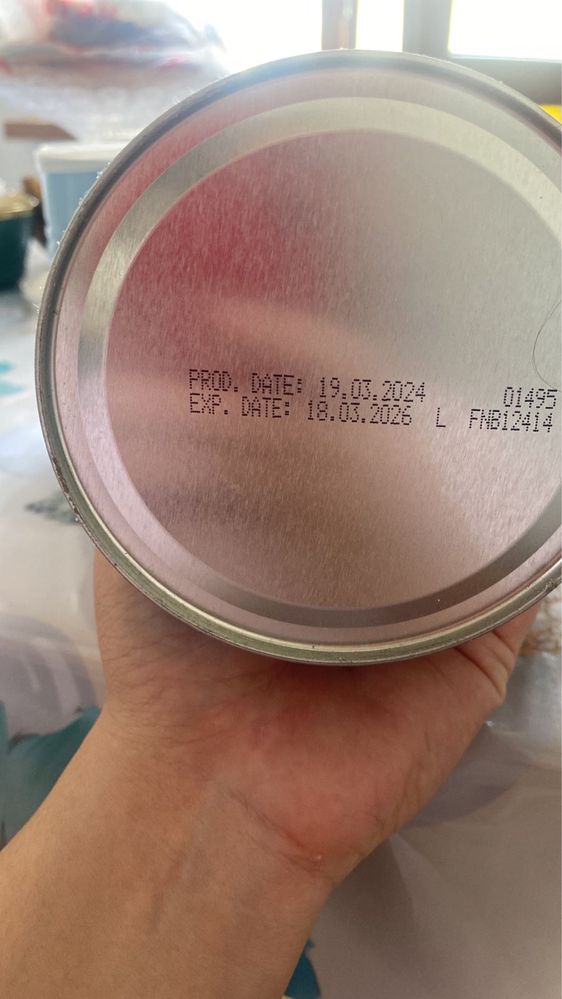 PROD. DATE: 19.03.2024 01495
EXP. DATE: 18.03.2026 L FNB12414